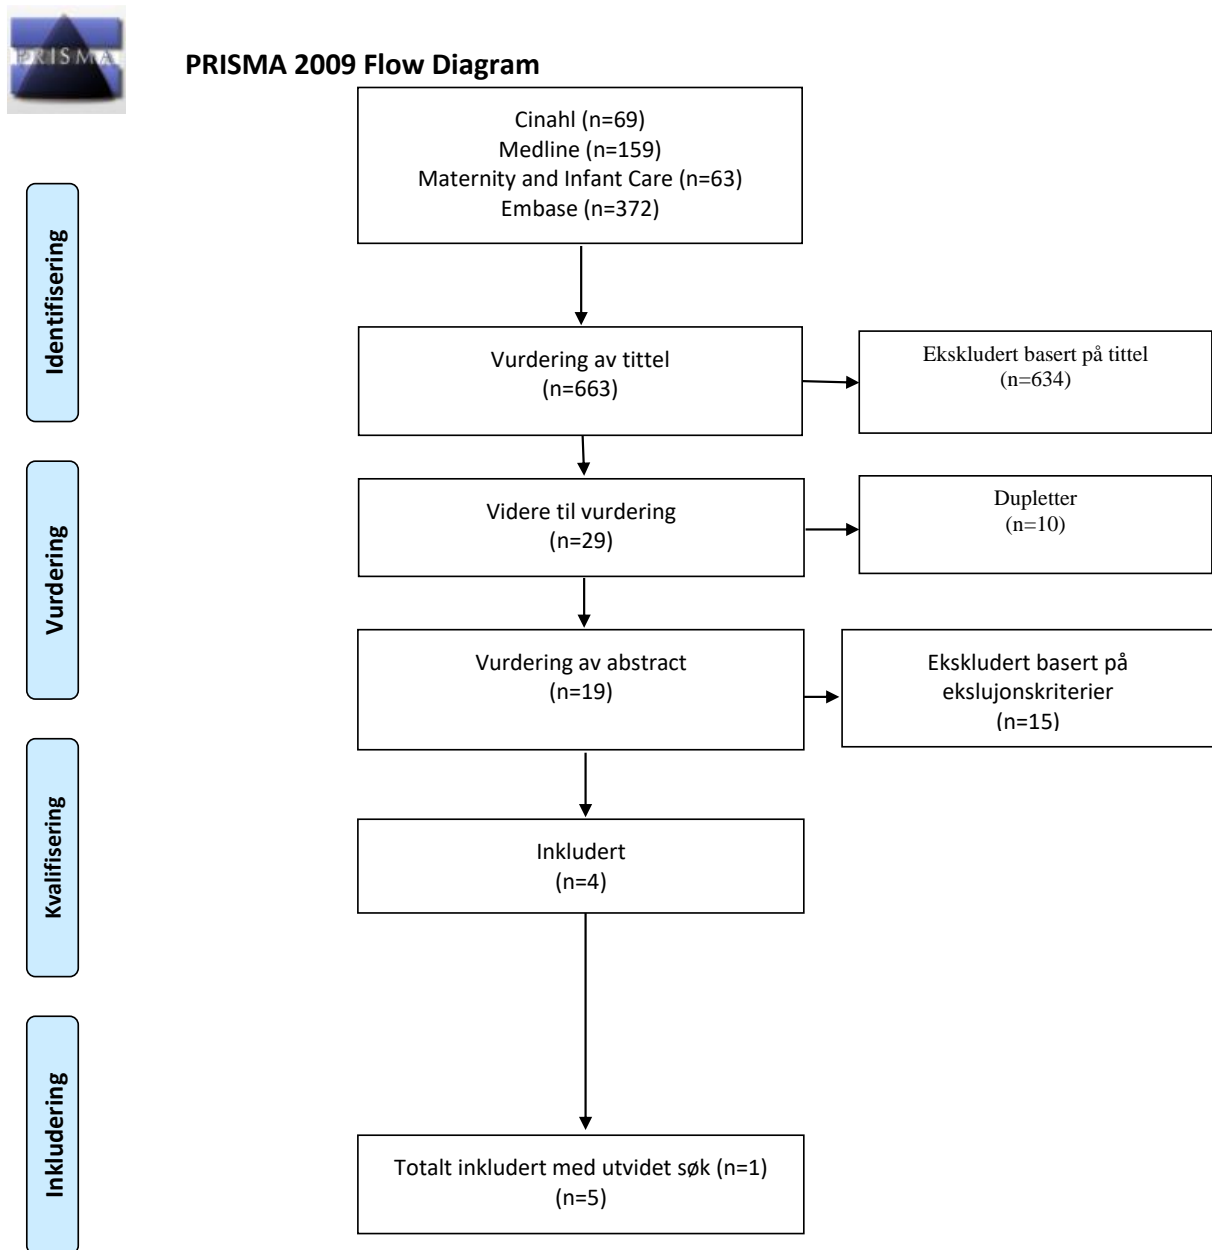 PRISMA
PRISMA 2009 Flow Diagram
Cinahl (n=69)
Medline (n=159)
Maternity and Infant Care (n=63)
Embase (n=372)
Identifisering
Vurdering av tittel
(n=663)
Ekskludert basert på tittel
(n=634)
Vurdering
Videre til vurdering
(n=29)
Dupletter
(n=10)
Vurdering av abstract
(n=19)
Ekskludert basert på
ekslujonskriterier
(n=15)
Kvalifisering
Inkludert
(n=4)
Inkludering
Totalt inkludert med utvidet søk (n=1)
(n=5)